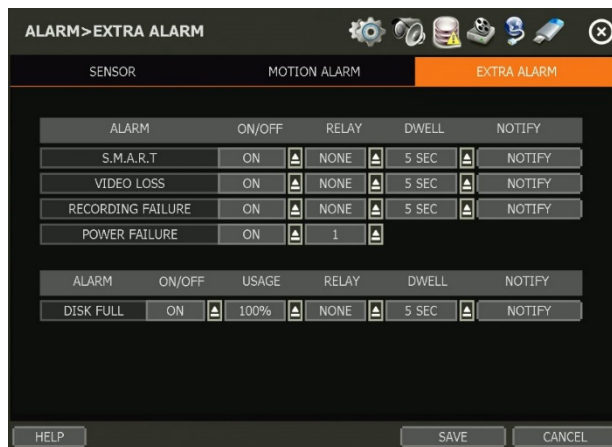 ALARM>EXTRA ALARM
SENSOR MOTION ALARM EXTRA ALARM
ALARM ON/OFF RELAY DWELL NOTIFY
S.M.A.R.T ON NONE 5 SEC NOTIFY
VIDEO LOSS ON NONE 5 SEC NOTIFY
RECORDING FAILURE ON NONE 5 SEC NOTIFY
POWER FAILURE ON 1
ALARM ON/OFF USAGE RELAY DWELL NOTIFY
DISK FULL ON 100% NONE 5 SEC NOTIFY
HELP SAVE CANCEL